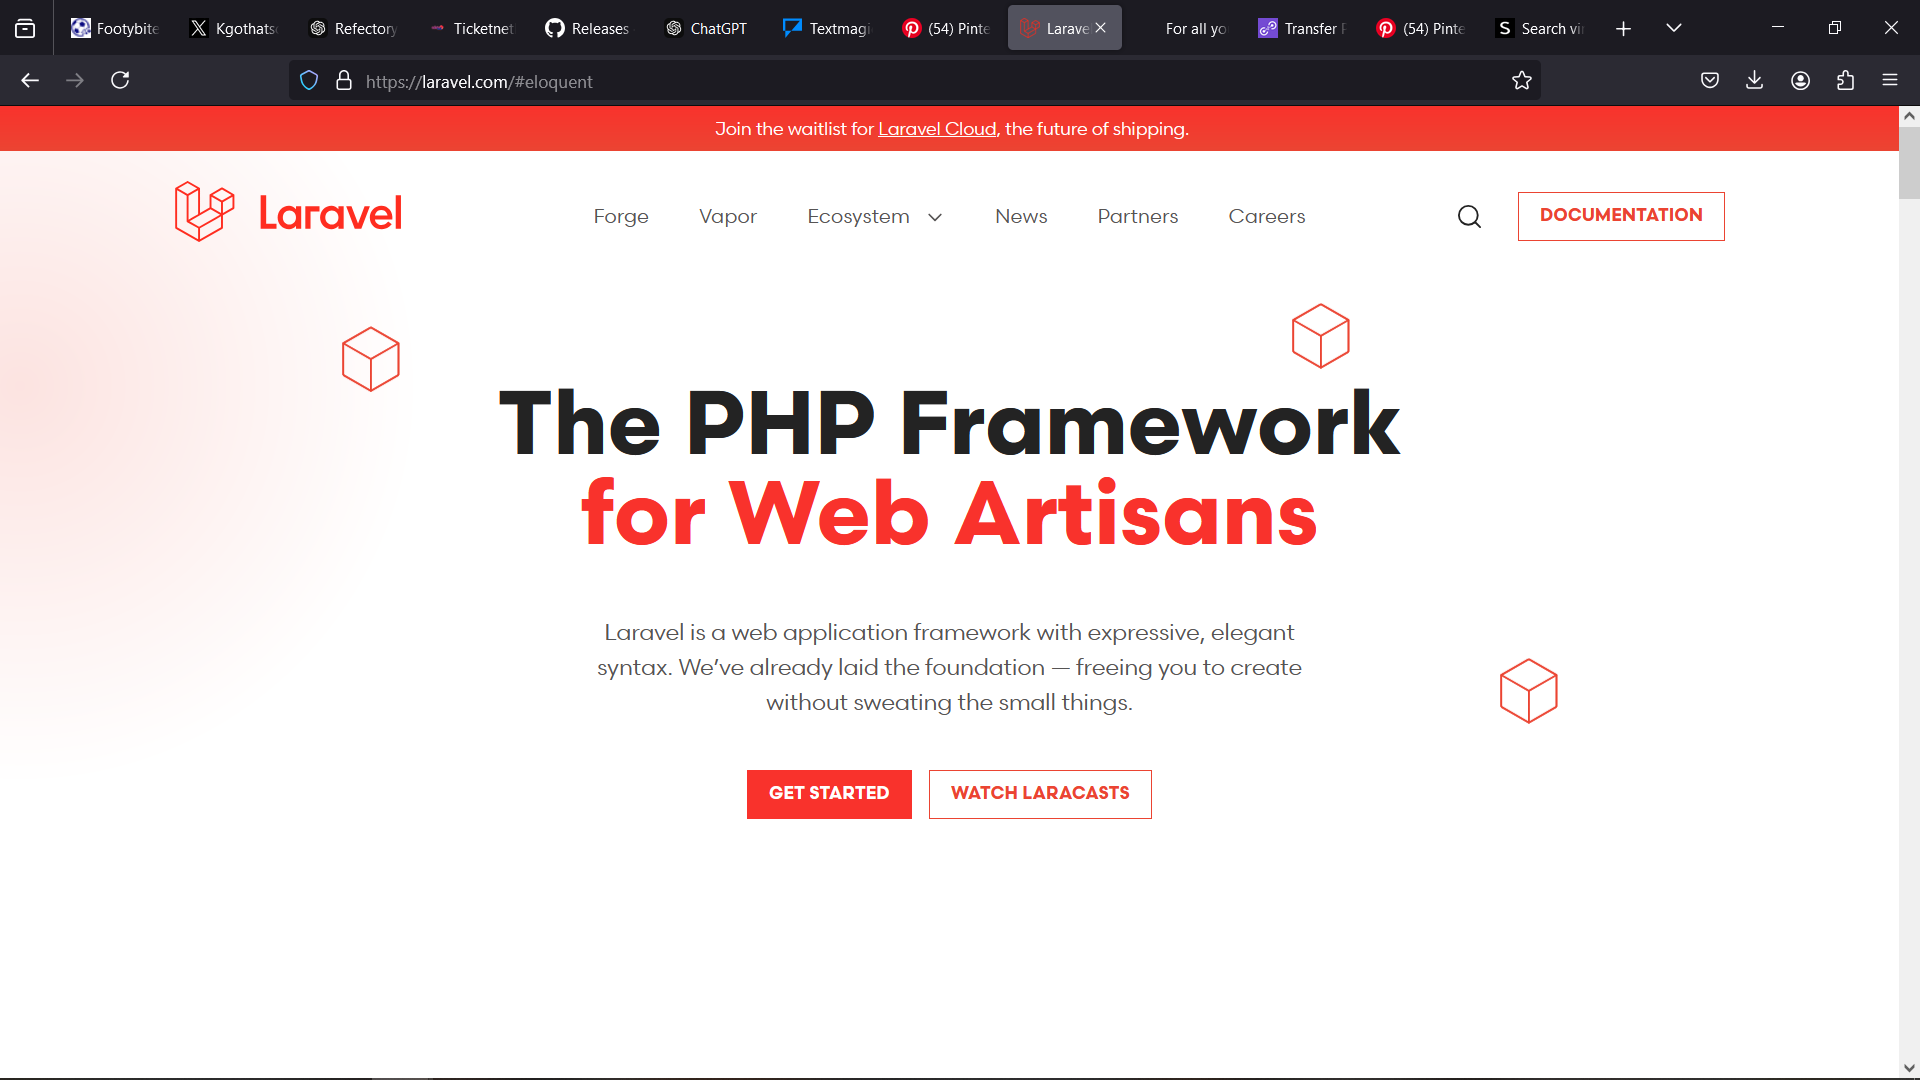 Footybite
Kgothats
Refectory
Ticketnet
Releases
ChatGPT
Textmagi
(54) Pinte
Larave
For all yo
Transfer
(54) Pinte
Search vi
https://laravel.com/#eloquent
Join the waitlist for Laravel Cloud, the future of shipping.
Laravel
Forge
Vapor
Ecosystem
News
Partners
Careers
DOCUMENTATION
The PHP Framework
for Web Artisans
Laravel is a web application framework with expressive, elegant
syntax. We’ve already laid the foundation — freeing you to create
without sweating the small things.
GET STARTED
WATCH LARACASTS